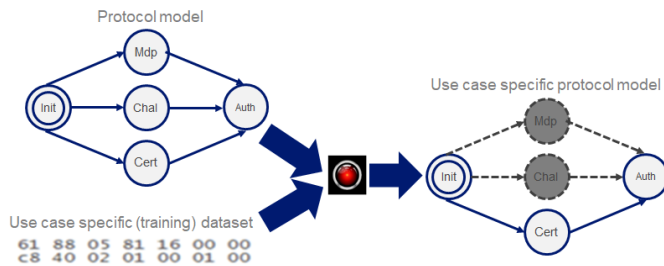 Protocol model
Mdp
Init
Chal
Auth
Cert
Use case specific (training) dataset
61 88 05 81 16 00 00
c8 40 02 01 00 01 00
Use case specific protocol model
Mdp
Init
Chal
Auth
Cert